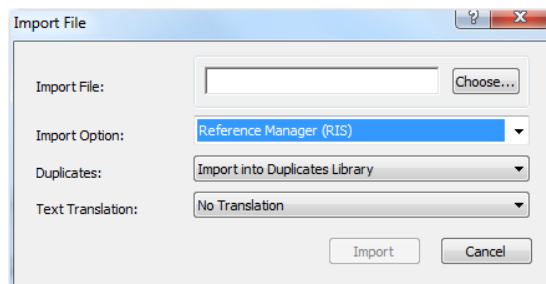 Import File
Import File:
Choose...
Import Option:
Reference Manager (RIS)
Duplicates:
Import into Duplicates Library
Text Translation:
No Translation
Import
Cancel